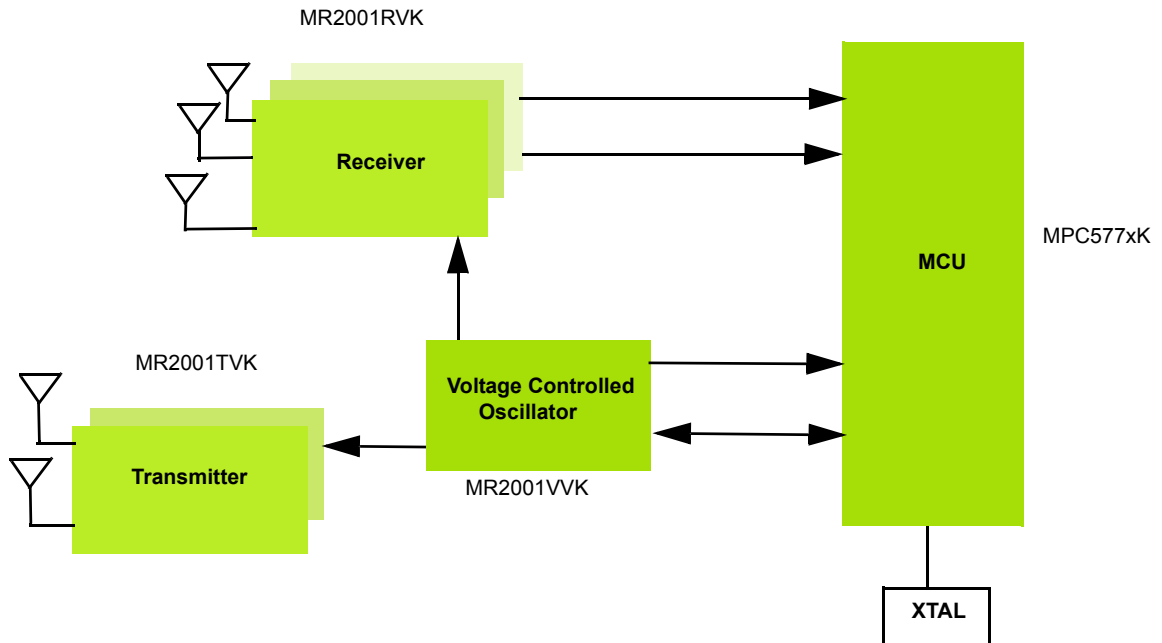 MR2001RVK
Receiver
MCU
MPC577xK
MR2001TVK
Voltage Controlled
Oscillator
Transmitter
MR2001VVK
XTAL